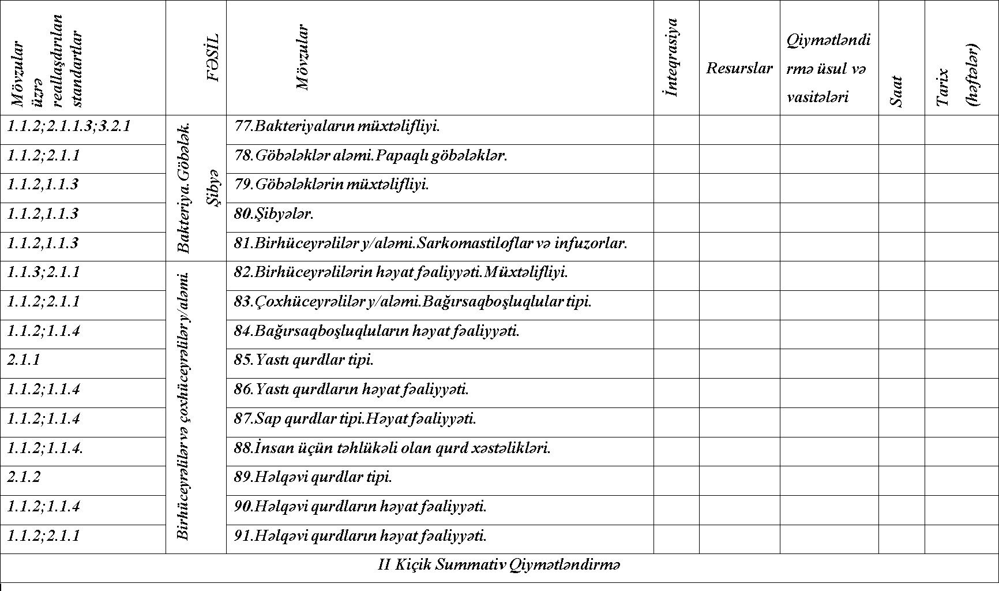 Mövzular
üzrə
reallaşdırılan
standartlar
FƏSİL
Mövzular
İnteqrasiya
Resurslar
Qiymətləndi
rmə üsul və
vasitələri
Saat
Tarix
(həftələr)
1.1.2;2.1.1.3;3.2.1
Bakteriya.Göbələk.
Şibyə
77.Bakteriyaların müxtəlifliyi.
1.1.2;2.1.1
78.Göbələklər aləmi.Papaqlı göbələklər.
1.1.2,1.1.3
79.Göbələklərin müxtəlifliyi.
1.1.2,1.1.3
80.Şibyələr.
1.1.2,1.1.3
81.Birhüceyrəlilər y/aləmi.Sarkomastiloflar və infuzorlar.
1.1.3;2.1.1
Birhüceyrəlilər və çoxhüceyrəlilər y/aləmi.
82.Birhüceyrəlilərin həyat fəaliyyəti.Müxtəlifliyi.
1.1.2;2.1.1
83.Çoxhüceyrəlilər y/aləmi.Bağırsaqboşluqlular tipi.
1.1.2;1.1.4
84.Bağırsaqboşluqluların həyat fəaliyyəti.
2.1.1
85.Yastı qurdlar tipi.
1.1.2;1.1.4
86.Yastı qurdların həyat fəaliyyəti.
1.1.2;1.1.4
87.Sap qurdlar tipi.Həyat fəaliyyəti.
1.1.2;1.1.4.
88.İnsan üçün təhlükəli olan qurd xəstəlikləri.
2.1.2
89.Həlqəvi qurdlar tipi.
1.1.2;1.1.4
90.Həlqəvi qurdların həyat fəaliyyəti.
1.1.2;2.1.1
91.Həlqəvi qurdların həyat fəaliyyəti.
II Kiçik Summativ Qiymətləndirmə